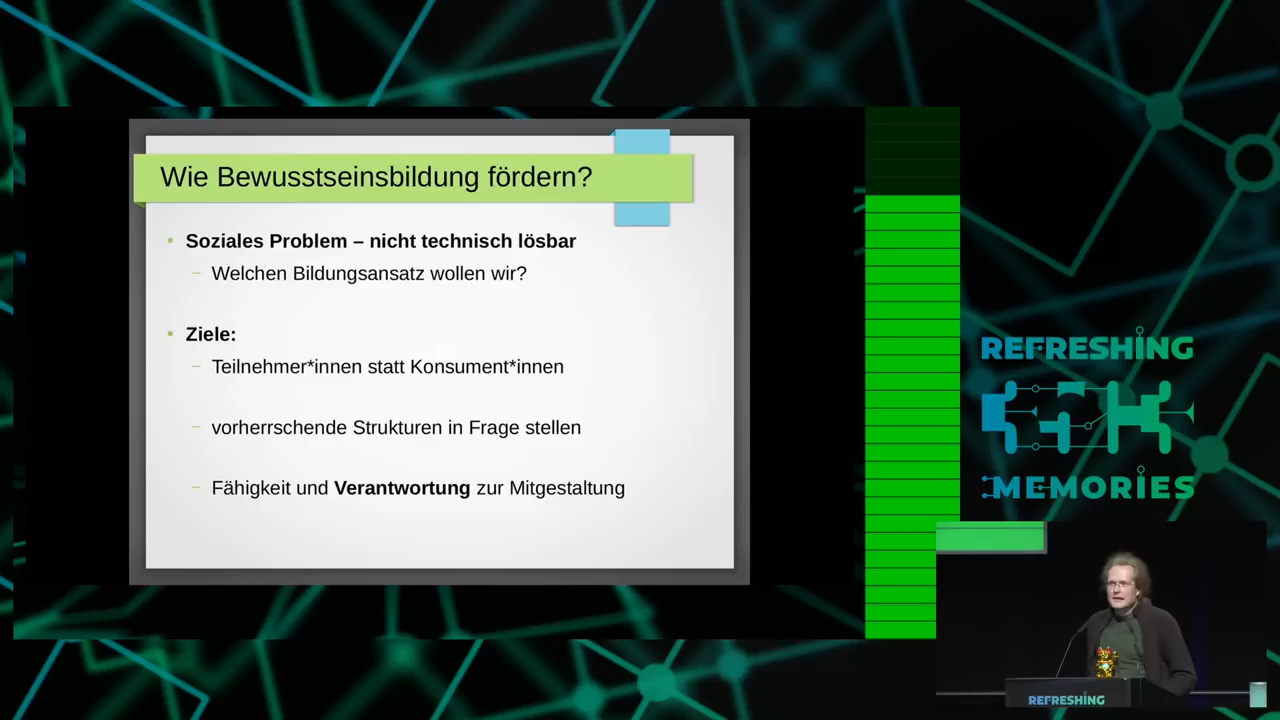 Wie Bewusstseinsbildung fördern?
Soziales Problem – nicht technisch lösbar
– Welchen Bildungsansatz wollen wir?
Ziele:
– Teilnehmer*innen statt Konsument*innen
– vorherrschende Strukturen in Frage stellen
– Fähigkeit und Verantwortung zur Mitgestaltung
REFRESHING
MEMORIES
REFRESHING